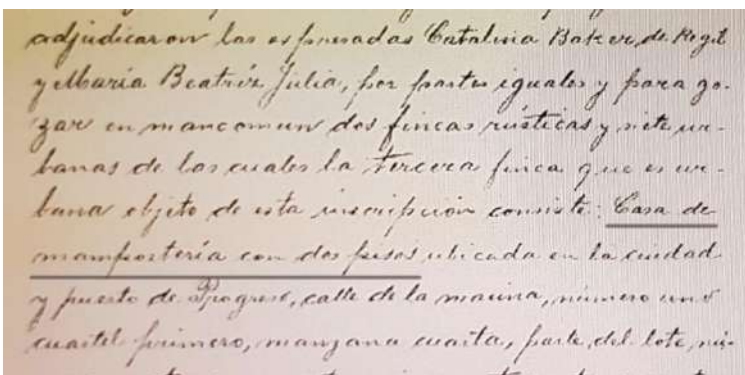 adjudicaron las expresadas Catalina Baker de Regil
y María Beatriz Julia, por partes iguales y para go-
zar en mancomun dos fincas rústicas y siete ur-
banas de las cuales la tercera finca que es ur-
bana objeto de esta inscripción consiste: Casa de
mampostería con dos pisos ubicada en la ciudad
y puerto de Progreso, calle de la marina, número uno
cuartel primero, manzana cuarta, parte del lote, nú-